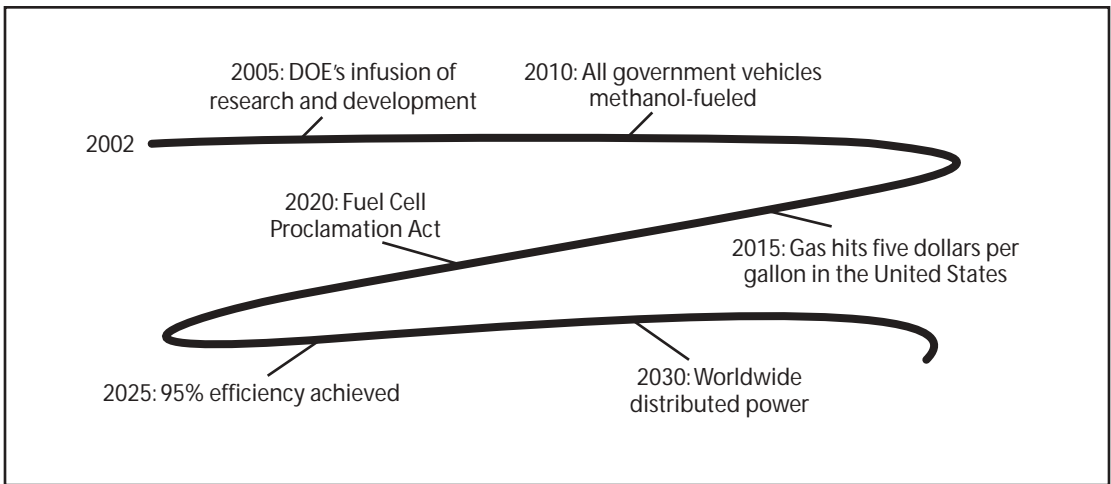 2005: DOE's infusion of
research and development
2010: All government vehicles
methanol-fueled
2002
2020: Fuel Cell
Proclamation Act
2015: Gas hits five dollars per
gallon in the United States
2025: 95% efficiency achieved
2030: Worldwide
distributed power